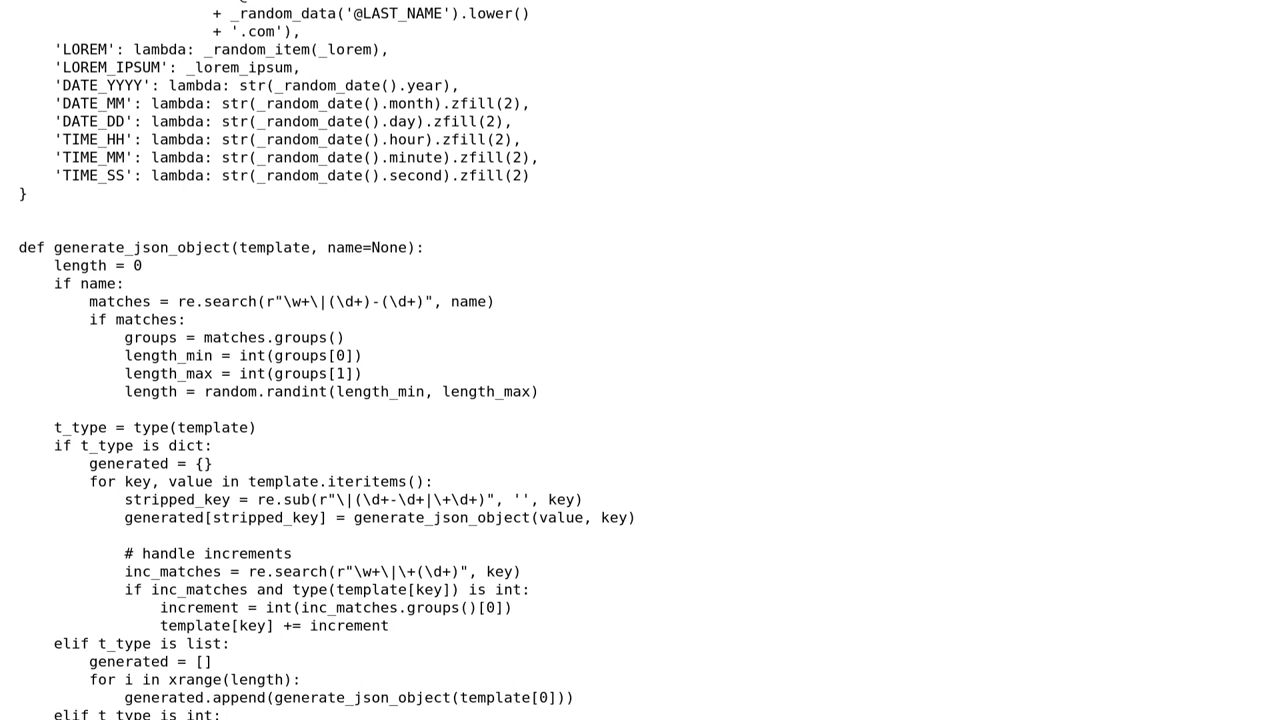 + _random_data('@LAST_NAME').lower()
+ '.com'),
'LOREM': lambda: _random_item(_lorem),
'LOREM_IPSUM': _lorem_ipsum,
'DATE_YYYY': lambda: str(_random_date().year),
'DATE_MM': lambda: str(_random_date().month).zfill(2),
'DATE_DD': lambda: str(_random_date().day).zfill(2),
'TIME_HH': lambda: str(_random_date().hour).zfill(2),
'TIME_MM': lambda: str(_random_date().minute).zfill(2),
'TIME_SS': lambda: str(_random_date().second).zfill(2)
}
def generate_json_object(template, name=None):
length = 0
if name:
matches = re.search(r"\w+\|(\d+)-(\d+)", name)
if matches:
groups = matches.groups()
length_min = int(groups[0])
length_max = int(groups[1])
length = random.randint(length_min, length_max)
t_type = type(template)
if t_type is dict:
generated = {}
for key, value in template.iteritems():
stripped_key = re.sub(r"\|(\d+-\d+|\+\d+)", '', key)
generated[stripped_key] = generate_json_object(value, key)
# handle increments
inc_matches = re.search(r"\w+\|\+(\d+)", key)
if inc_matches and type(template[key]) is int:
increment = int(inc_matches.groups()[0])
template[key] += increment
elif t_type is list:
generated = []
for i in xrange(length):
generated.append(generate_json_object(template[0]))
elif t_type is int: